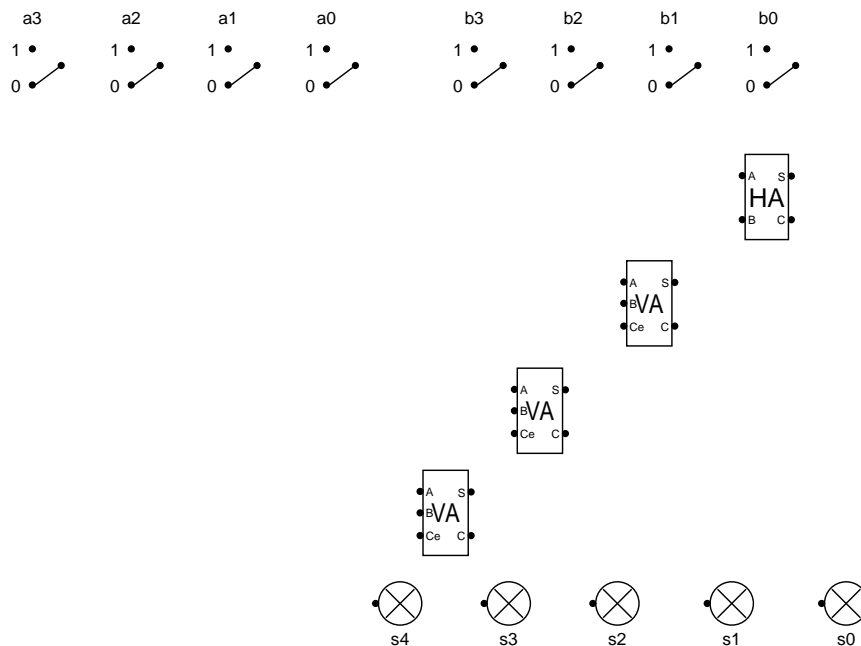 a3 a2 a1 a0 b3 b2 b1 b0
1 1 1 1 1 1 1 1
0 0 0 0 0 0 0 0
A S
HA
B C
A S
B VA
Ce C
A S
B VA
Ce C
A S
B VA
Ce C
s4 s3 s2 s1 s0